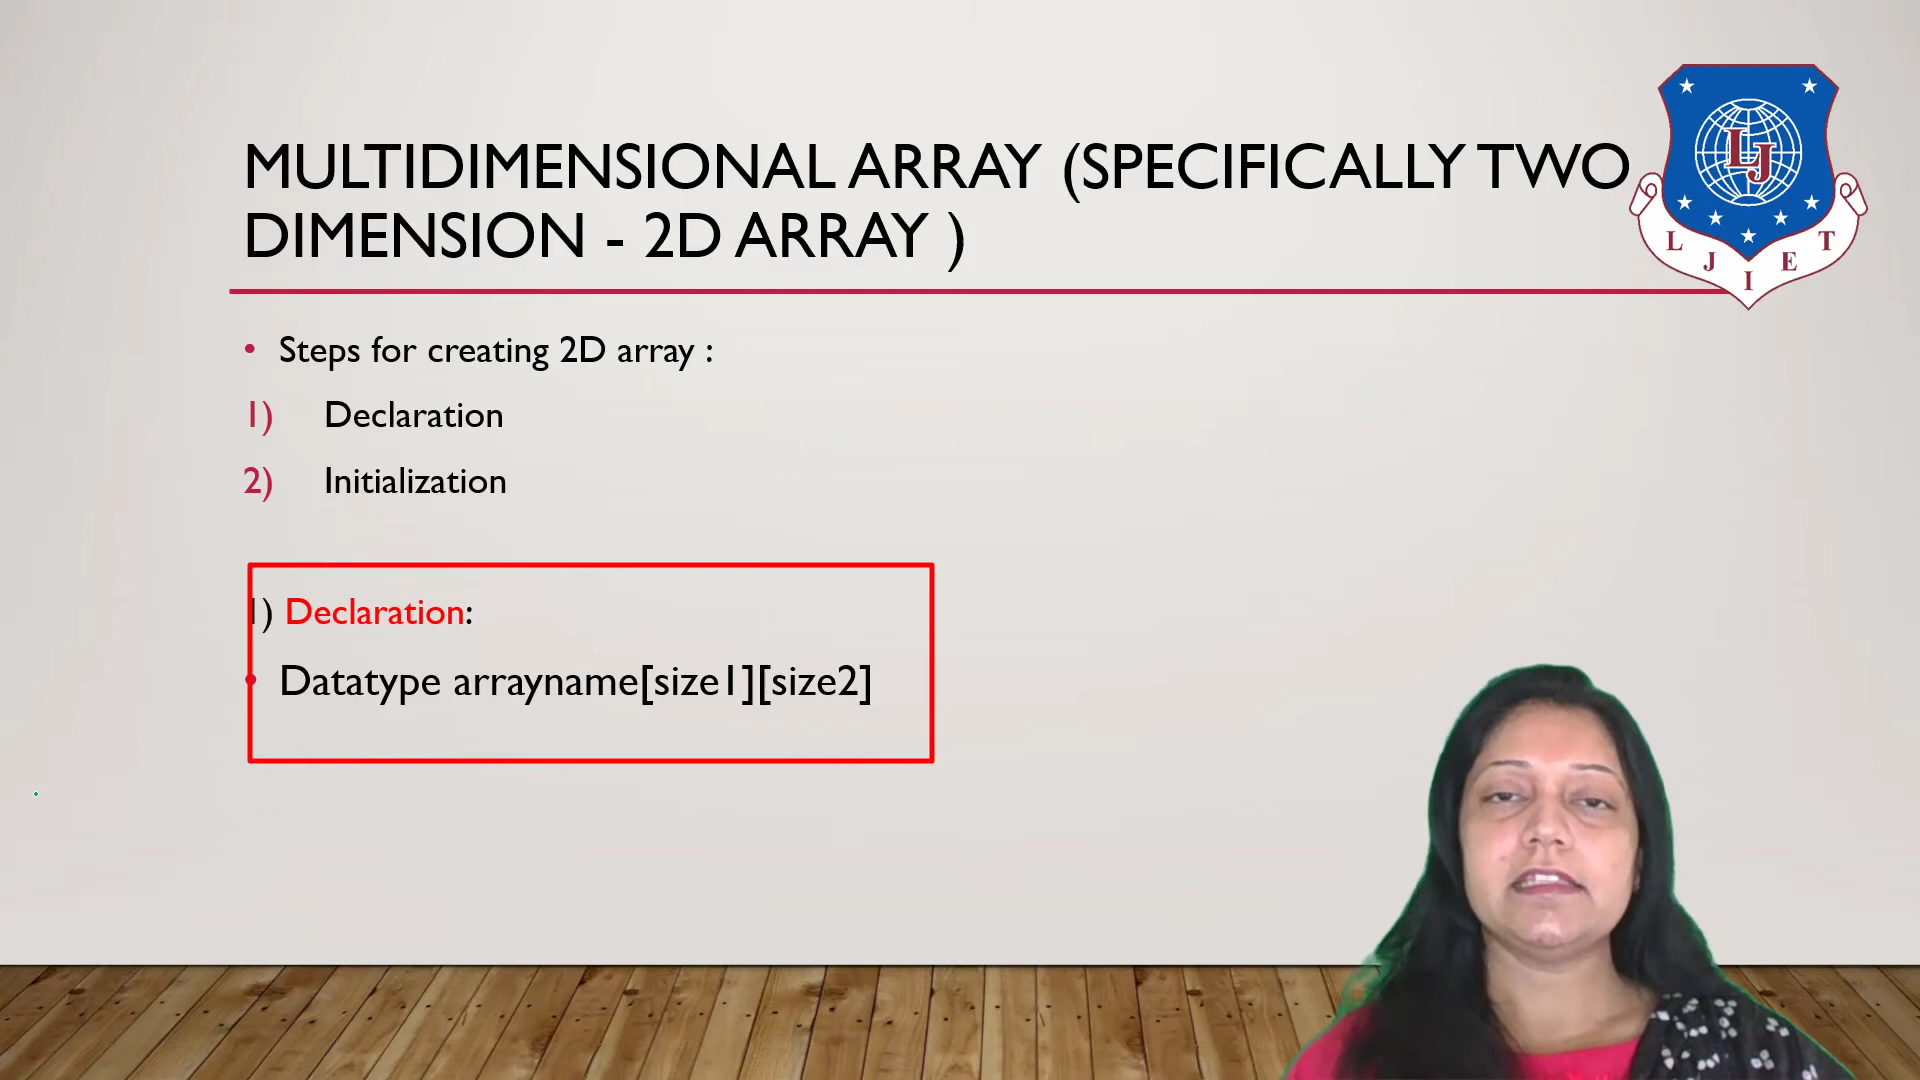 MULTIDIMENSIONAL ARRAY (SPECIFICALLY TWO
DIMENSION - 2D ARRAY )
• Steps for creating 2D array :
1) Declaration
2) Initialization
1) Declaration:
• Datatype arrayname[size1][size2]
LJ
L J I E T